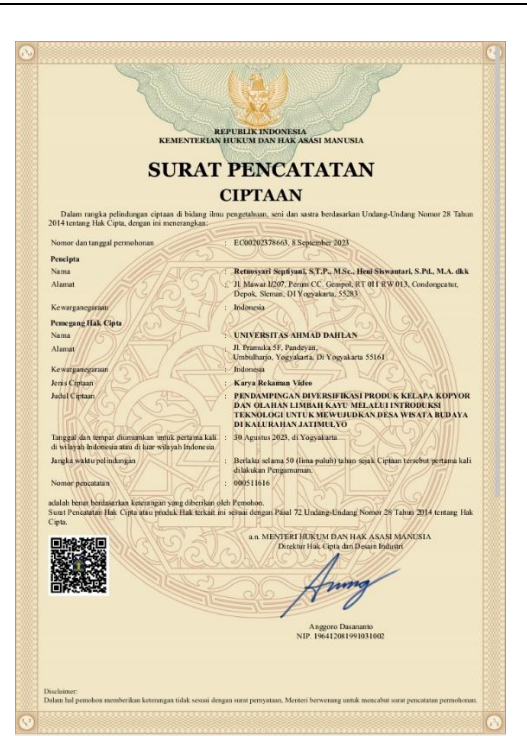 REPUBLIK INDONESIA
KEMENTERIAN HUKUM DAN HAK ASASI MANUSIA
SURAT PENCATATAN
CIPTAAN
Dalam rangka pelindungan ciptaan di bidang ilmu pengetahuan, seni dan sastra berdasarkan Undang-Undang Nomor 28 Tahun
2014 tentang Hak Cipta, dengan ini menerangkan:
Nomor dan tanggal permohonan : EC00202378663, 8 September 2023
Pencipta
Nama : Retnosyari Septiyani, S.T.P., M.Sc., Heni Siswantari, S.Pd., M.A. dkk
Alamat : Jl. Mawar I/207, Perum CC, Gempol, RT 011 RW 013, Condongcatur,
Depok, Sleman, DI Yogyakarta, 55283
Kewarganegaraan : Indonesia
Pemegang Hak Cipta
Nama : UNIVERSITAS AHMAD DAHLAN
Alamat : Jl. Pramuka 5F, Pandeyan,
Umbulharjo, Yogyakarta, Di Yogyakarta 55161
Kewarganegaraan : Indonesia
Jenis Ciptaan : Karya Rekaman Video
Judul Ciptaan : PENDAMPINGAN DIVERSIFIKASI PRODUK KELAPA KOPYOR
DAN OLAHAN LIMBAH KAYU MELALUI INTRODUKSI
TEKNOLOGI UNTUK MEWUJUDKAN DESA WISATA BUDAYA
DI KALURAHAN JATIMULYO
Tanggal dan tempat diumumkan untuk pertama kali : 30 Agustus 2023, di Yogyakarta
di wilayah Indonesia atau di luar wilayah Indonesia
Jangka waktu pelindungan : Berlaku selama 50 (lima puluh) tahun sejak Ciptaan tersebut pertama kali
dilakukan Pengumuman.
Nomor pencatatan : 000511616
adalah benar berdasarkan keterangan yang diberikan oleh Pemohon.
Surat Pencatatan Hak Cipta atau produk Hak terkait ini sesuai dengan Pasal 72 Undang-Undang Nomor 28 Tahun 2014 tentang Hak
Cipta.
a.n. MENTERI HUKUM DAN HAK ASASI MANUSIA
Direktur Hak Cipta dan Desain Industri
Anggoro Dasananto
NIP. 196412081991031002
Disclaimer:
Dalam hal pemohon memberikan keterangan tidak sesuai dengan surat pernyataan, Menteri berwenang untuk mencabut surat pencatatan permohonan.